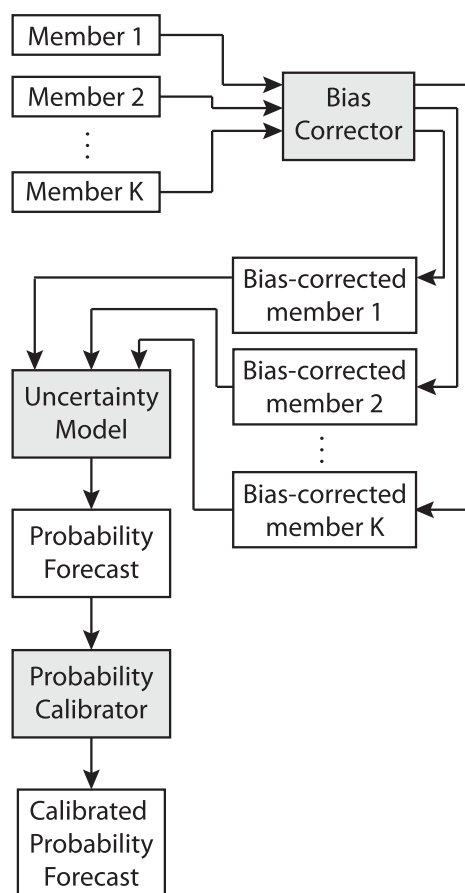 Member 1
Member 2
⋮
Member K
Bias
Corrector
Bias-corrected
member 1
Bias-corrected
member 2
⋮
Bias-corrected
member K
Uncertainty
Model
Probability
Forecast
Probability
Calibrator
Calibrated
Probability
Forecast